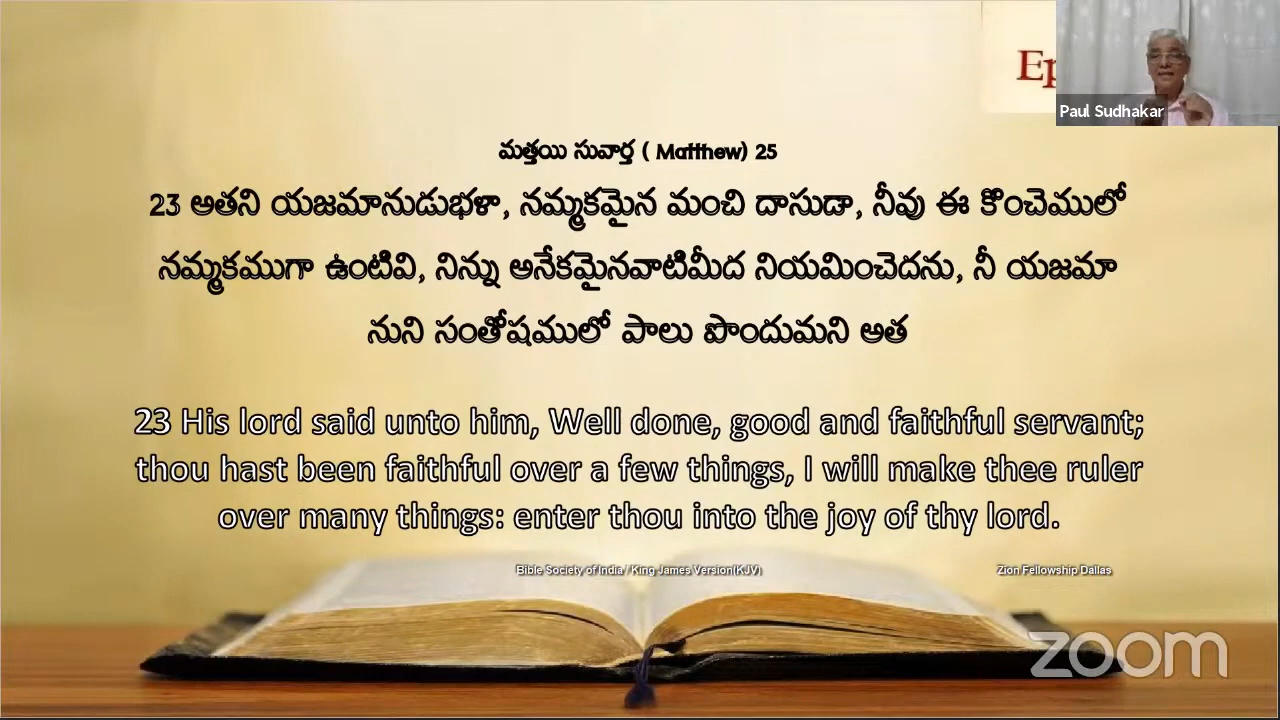 Ep
Paul Sudhakar
మత్తయి సువార్త ( Matthew) 25
23 అతని యజమానుడుభళా, నమ్మకమైన మంచి దాసుడా, నీవు ఈ కొంచెములో
నమ్మకముగా ఉంటివి, నిన్ను అనేకమైనవాటిమీద నియమించెదను, నీ యజమా
నుని సంతోషములో పాలు పొందుమని అత
23 His lord said unto him, Well done, good and faithful servant;
thou hast been faithful over a few things, I will make thee ruler
over many things: enter thou into the joy of thy lord.
Bible Society of India / King James Version(KJV)
Zion Fellowship Dallas
zoom